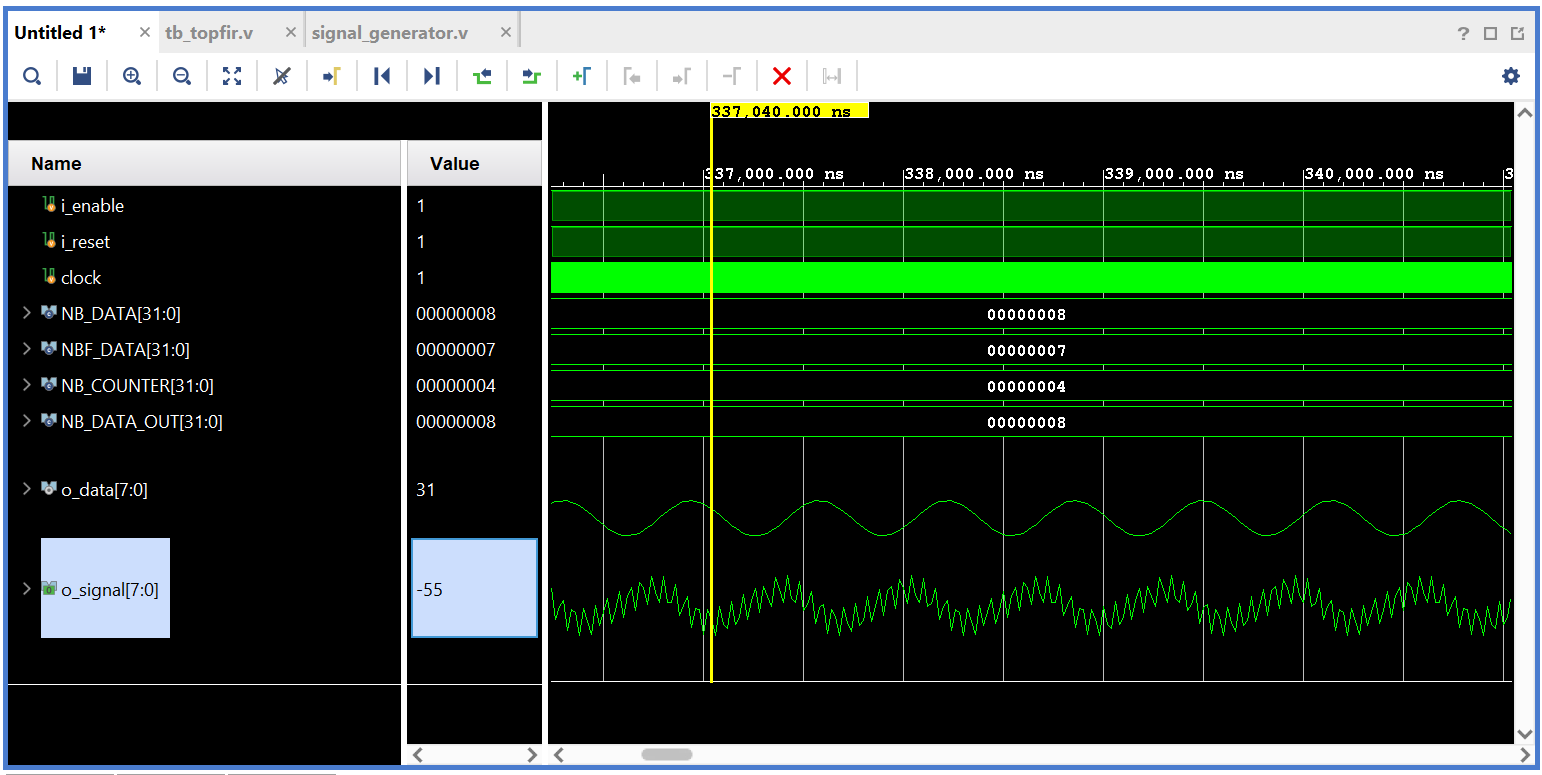 Untitled 1* × tb_topfir.v × signal_generator.v ×
?
337,040.000 ns
Name Value
337,000.000 ns 338,000.000 ns 339,000.000 ns 340,000.000 ns 3
i_enable 1
i_reset 1
clock 1
NB_DATA[31:0] 00000008 00000008
NBF_DATA[31:0] 00000007 00000007
NB_COUNTER[31:0] 00000004 00000004
NB_DATA_OUT[31:0] 00000008 00000008
o_data[7:0] 31
o_signal[7:0] -55